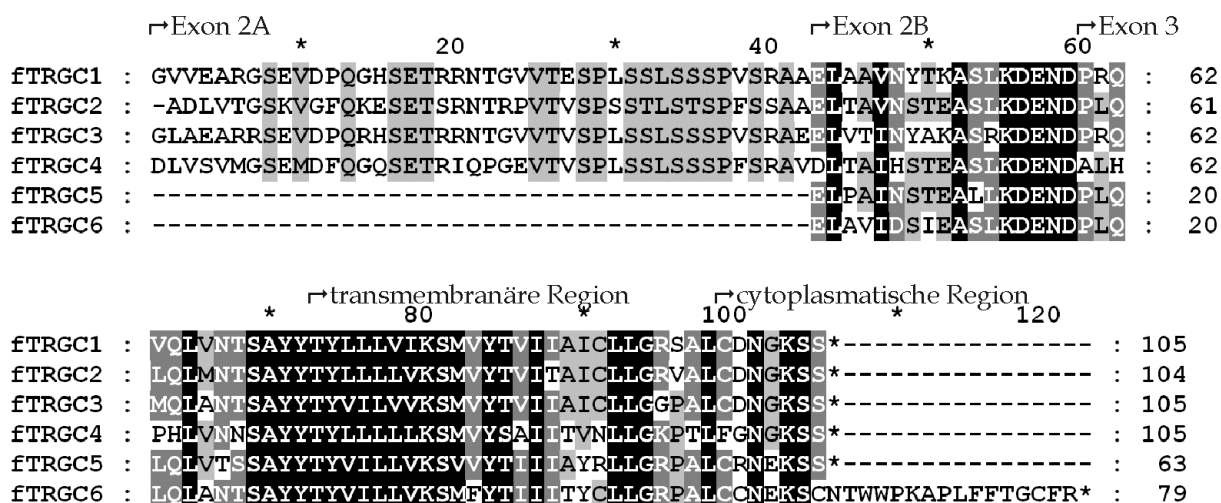 Exon 2A Exon 2B Exon 3
* 20 * 40 * 60
fTRGC1 : GVVEARGSEVDPQGHSETRRNTGVVTESPLSSLSSSPVSRAAELAAVNYTKASLKDENDPRQ : 62
fTRGC2 : -ADLVTGSKVGFQKESETSRNTRPVTVSPSSTLSTSPFSSAAELTAVNSTEASLKDENDPLQ : 61
fTRGC3 : GLAEARRSEVDPQRHSETRRNTGVVTVSPLSSLSSSPVSRAEELVTINYAKASRKDENDPRQ : 62
fTRGC4 : DLVSVMGSEMDFQGQSETRIQPGEVTVSPLSSLSSSPFSRAVDLTAIHSTEASLKDENDALH : 62
fTRGC5 : ------------------------------------------ELPAINSTEALLKDENDPLQ : 20
fTRGC6 : ------------------------------------------ELAVIDSIEASLKDENDPLQ : 20
transmembranäre Region cytoplasmatische Region
* 80 * 100 * 120
fTRGC1 : VQLVNTSAYYTYLLLVIKSMVYTVIIAICLLGRSALCDNGKSS*---------------- : 105
fTRGC2 : LQLMNTSAYYTYLLLLVKSMVYTVITAICLLGRVALCDNGKSS*---------------- : 104
fTRGC3 : MQLANTSAYYTYVILVVKSMVYTVIIAICLLGGPALCDNGKSS*---------------- : 105
fTRGC4 : PHLVNNSAYYTYLLLLLKSMVYSAIITVNLLGKPTLFGNGKSS*---------------- : 105
fTRGC5 : LQLVTSSAYYTYVILLVKSVVYTIIIAYRLLGRPALCRNEKSS*---------------- : 63
fTRGC6 : LQLANTSAYYTYVILLVKSMFYTIIITYCLLGRPALCCNEKSCNTWWPKAPLFFTGCFR* : 79